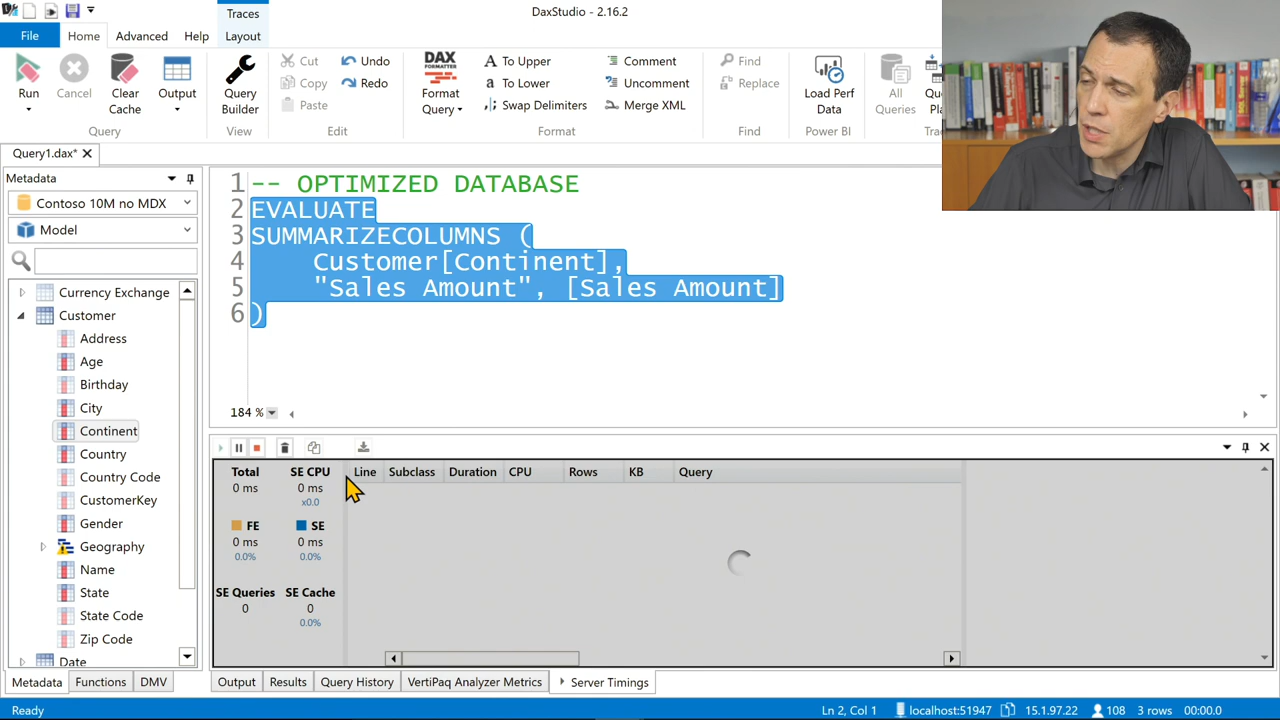 DaxStudio - 2.16.2
Traces
File
Home
Advanced
Help
Layout
Run
Cancel
Clear Cache
Output
Query Builder
DAX FORMATTER
Format Query
Cut
Copy
Paste
Undo
Redo
To Upper
To Lower
Swap Delimiters
Comment
Uncomment
Merge XML
Find
Replace
Load Perf Data
All Queries
Query
View
Edit
Format
Find
Power BI
Query1.dax*
Metadata
Contoso 10M no MDX
Model
Currency Exchange
Customer
Address
Age
Birthday
City
Continent
Country
Country Code
CustomerKey
Gender
Geography
Name
State
State Code
Zip Code
Date
Metadata
Functions
DMV
1 -- OPTIMIZED DATABASE
2 EVALUATE
3 SUMMARIZECOLUMNS (
4 Customer[Continent],
5 "Sales Amount", [Sales Amount]
6 )
184 %
Total
0 ms
SE CPU
0 ms
x0.0
FE
0 ms
0.0%
SE
0 ms
0.0%
SE Queries
0
SE Cache
0
0.0%
Line Subclass Duration CPU Rows KB Query
Output
Results
Query History
VertiPaq Analyzer Metrics
Server Timings
Ready
Ln 2, Col 1
localhost:51947
15.1.97.22
108
3 rows
00:00.0